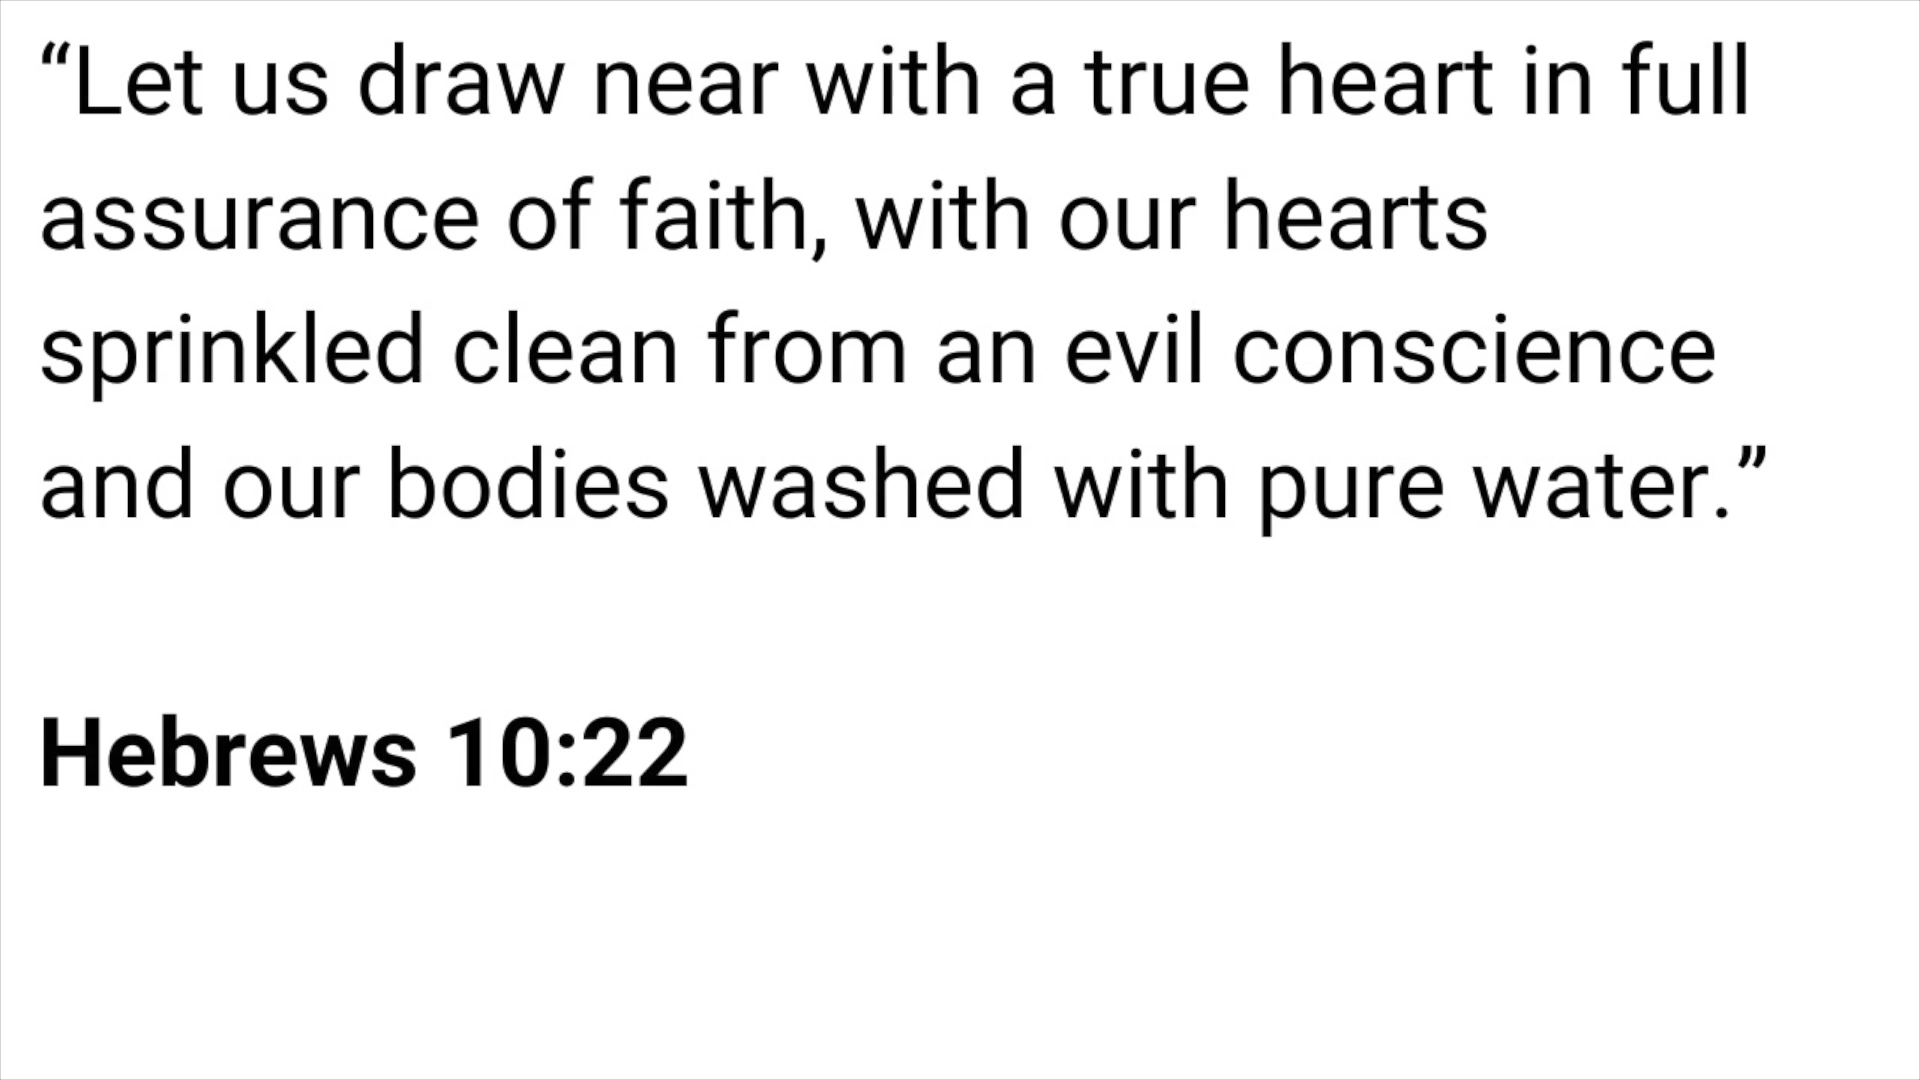 “Let us draw near with a true heart in full
assurance of faith, with our hearts
sprinkled clean from an evil conscience
and our bodies washed with pure water.”
Hebrews 10:22